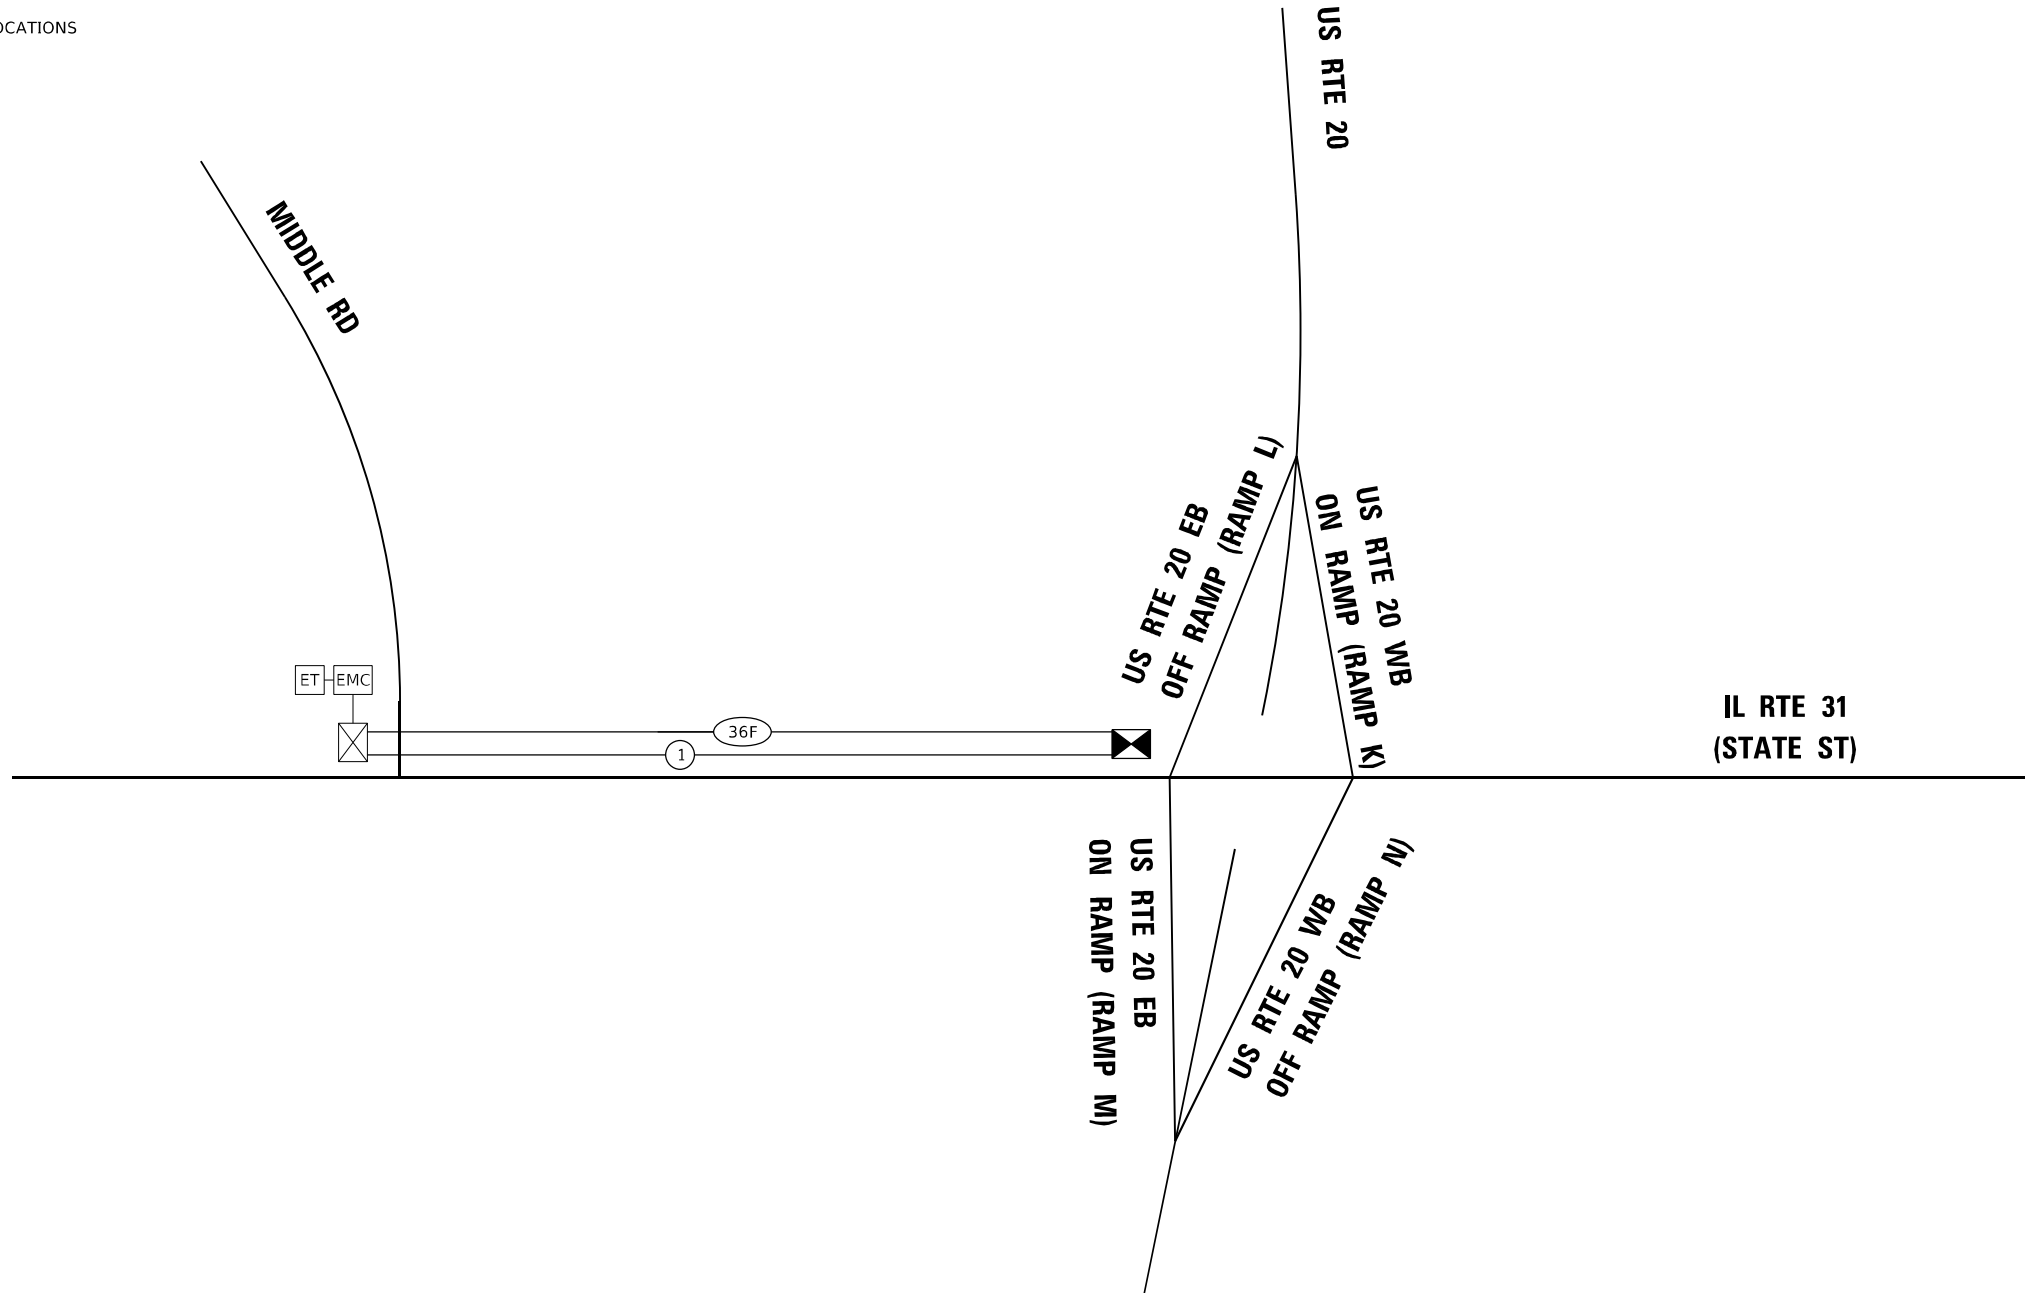 OCATIONS
US RTE 20
MIDDLE RD
US RTE 20 EB
OFF RAMP (RAMP L)
US RTE 20 WB
ON RAMP (RAMP K)
ET
EMC
36F
1
IL RTE 31
(STATE ST)
US RTE 20 EB
ON RAMP (RAMP M)
US RTE 20 WB
OFF RAMP (RAMP N)